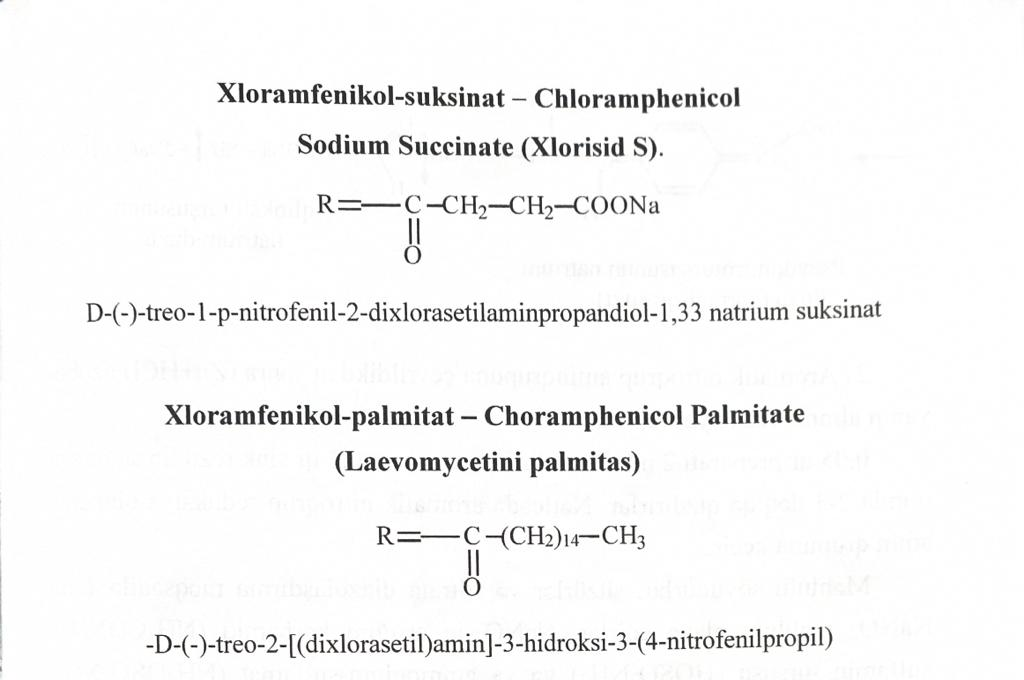 Xloramfenikol-suksinat – Chloramphenicol
Sodium Succinate (Xlorisid S).
R=—C–CH₂–CH₂–COONa
O
D-(-)-treo-1-p-nitrofenil-2-dixlorasetilaminpropandiol-1,33 natrium suksinat
Xloramfenikol-palmitat – Choramphenicol Palmitate
(Laevomycetini palmitas)
R=—C–(CH2)14–CH₃
O
-D-(-)-treo-2-[(dixlorasetil)amin]-3-hidroksi-3-(4-nitrofenilpropil)